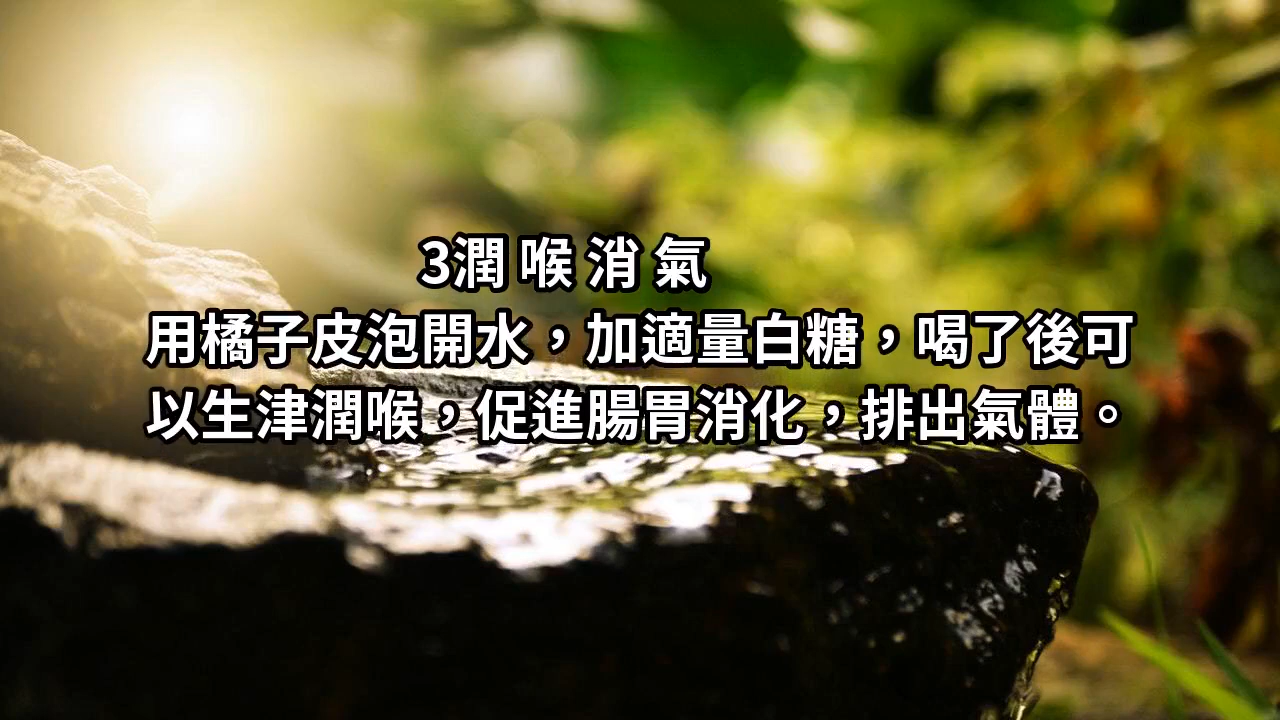 3潤 喉 消 氣
用橘子皮泡開水，加適量白糖，喝了後可
以生津潤喉，促進腸胃消化，排出氣體。